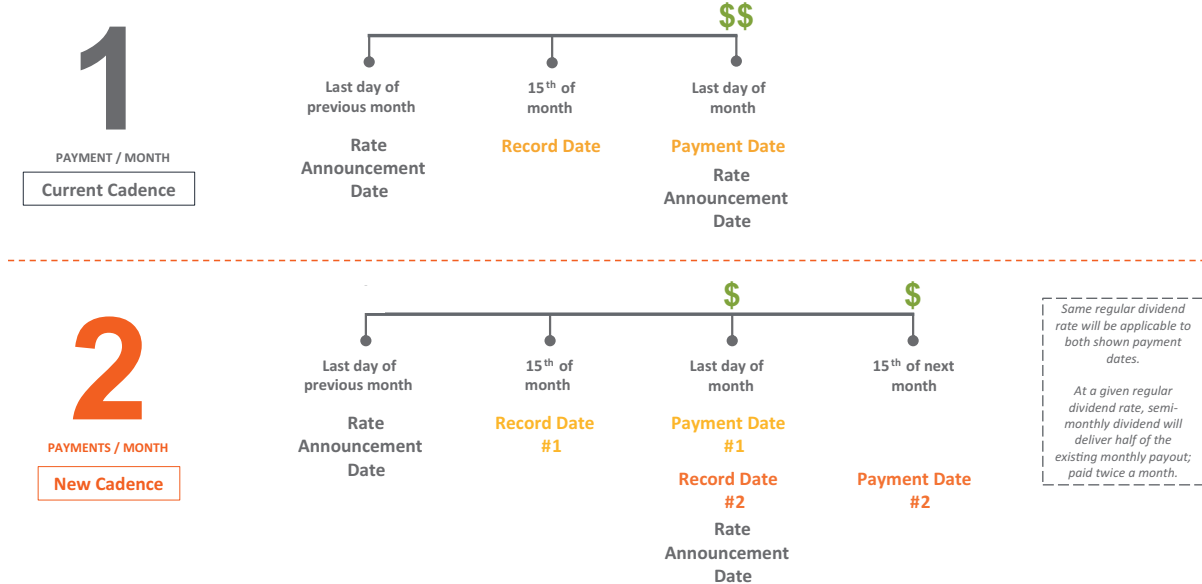 1
PAYMENT / MONTH
Current Cadence
$$
Last day of
previous month
Rate
Announcement
Date
15th of
month
Record Date
Last day of
month
Payment Date
Rate
Announcement
Date
2
PAYMENTS / MONTH
New Cadence
$
$
Last day of
previous month
Rate
Announcement
Date
15th of
month
Record Date
#1
Last day of
month
Payment Date
#1
Record Date
#2
Rate
Announcement
Date
15th of next
month
Payment Date
#2
Same regular dividend
rate will be applicable to
both shown payment
dates.
At a given regular
dividend rate, semi-
monthly dividend will
deliver half of the
existing monthly payout;
paid twice a month.